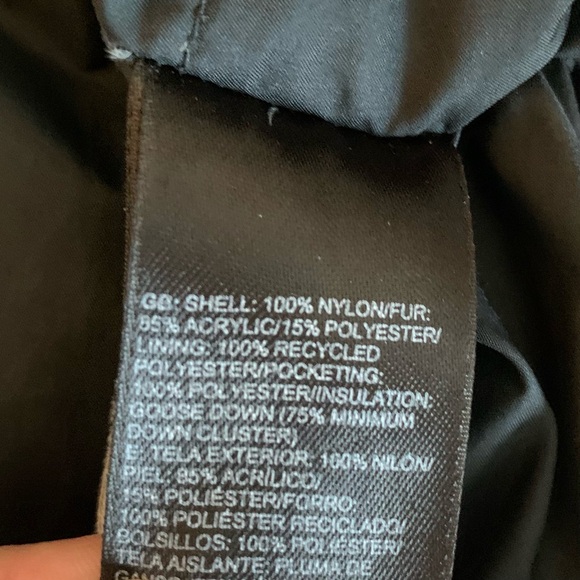 GB: SHELL: 100% NYLON/FUR:
85% ACRYLIC/15% POLYESTER/
LINING: 100% RECYCLED
POLYESTER/POCKETING:
100% POLYESTER/INSULATION:
GOOSE DOWN (75% MINIMUM
DOWN CLUSTER)
E: TELA EXTERIOR: 100% NILÓN/
PIEL: 85% ACRÍLICO/
15% POLIÉSTER/FORRO:
100% POLIÉSTER RECICLADO/
BOLSILLOS: 100% POLIÉSTER/
TELA AISLANTE: PLUMA DE